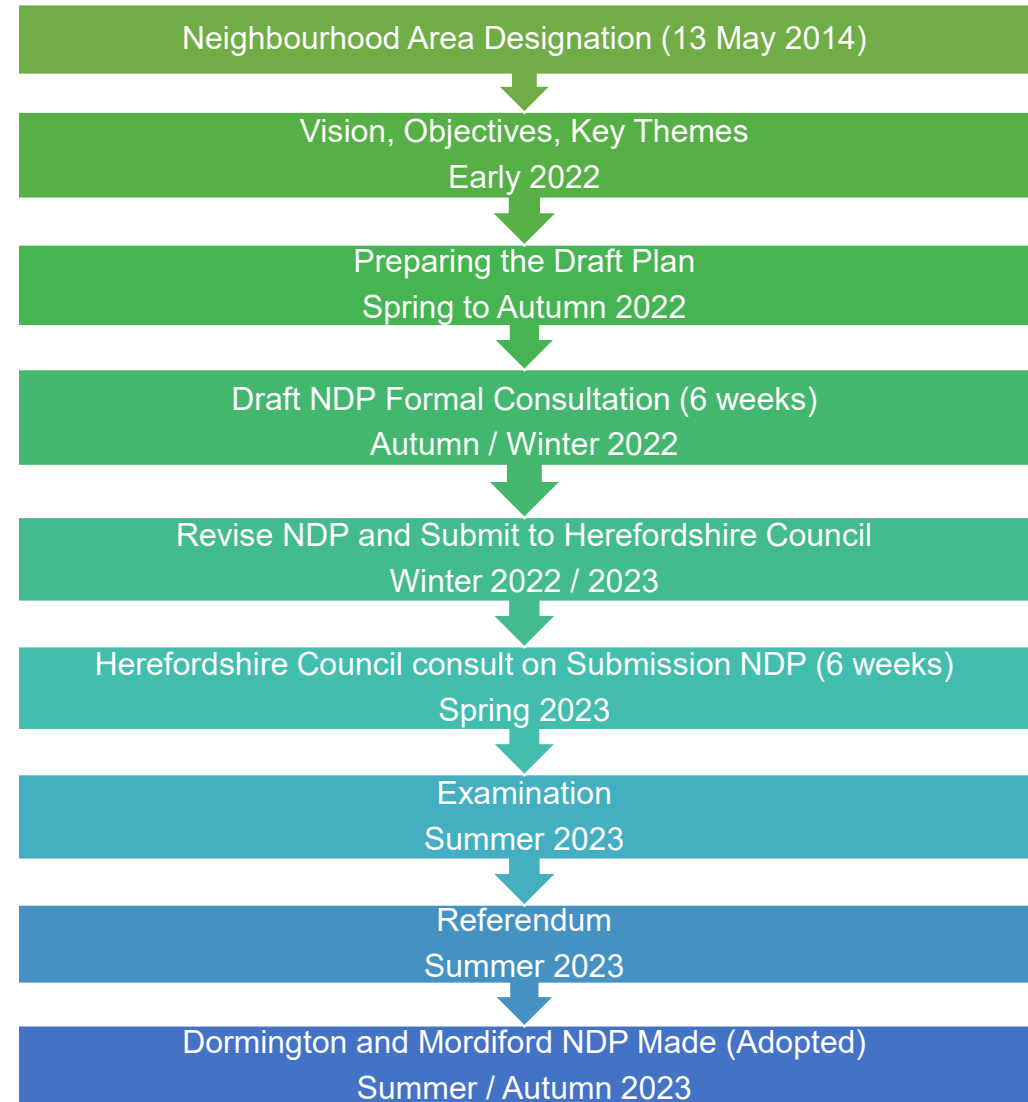 Neighbourhood Area Designation (13 May 2014)
Vision, Objectives, Key Themes
Early 2022
Preparing the Draft Plan
Spring to Autumn 2022
Draft NDP Formal Consultation (6 weeks)
Autumn / Winter 2022
Revise NDP and Submit to Herefordshire Council
Winter 2022 / 2023
Herefordshire Council consult on Submission NDP (6 weeks)
Spring 2023
Examination
Summer 2023
Referendum
Summer 2023
Dormington and Mordiford NDP Made (Adopted)
Summer / Autumn 2023